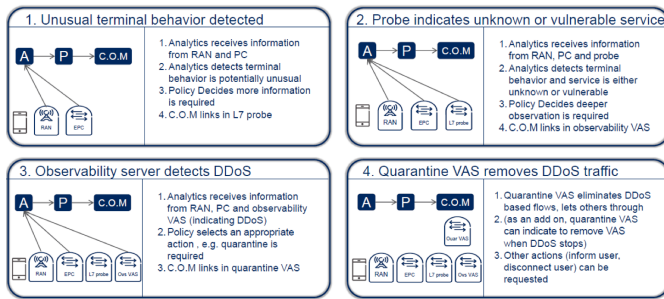 1. Unusual terminal behavior detected
A
P
C.O.M
RAN
EPC
1. Analytics receives information
from RAN and PC
2. Analytics detects terminal
behavior is potentially unusual
3. Policy Decides more information
is required
4. C.O.M links in L7 probe
2. Probe indicates unknown or vulnerable service
A
P
C.O.M
RAN
EPC
L7 probe
1. Analytics receives information
from RAN, PC and probe
2. Analytics detects terminal
behavior and service is either
unknown or vulnerable
3. Policy Decides deeper
observation is required
4. C.O.M links in observability VAS
3. Observability server detects DDoS
A
P
C.O.M
RAN
EPC
L7 probe
Ovs VAS
1. Analytics receives information
from RAN, PC and observability
VAS (indicating DDoS)
2. Policy selects an appropriate
action , e.g. quarantine is
required
3. C.O.M links in quarantine VAS
4. Quarantine VAS removes DDoS traffic
A
P
C.O.M
Quar VAS
RAN
EPC
L7 probe
Ovs VAS
1. Quarantine VAS eliminates DDoS
based flows, lets others through
2. (as an add on, quarantine VAS
can indicate to remove VAS
when DDoS stops)
3. Other actions (inform user,
disconnect user) can be
requested